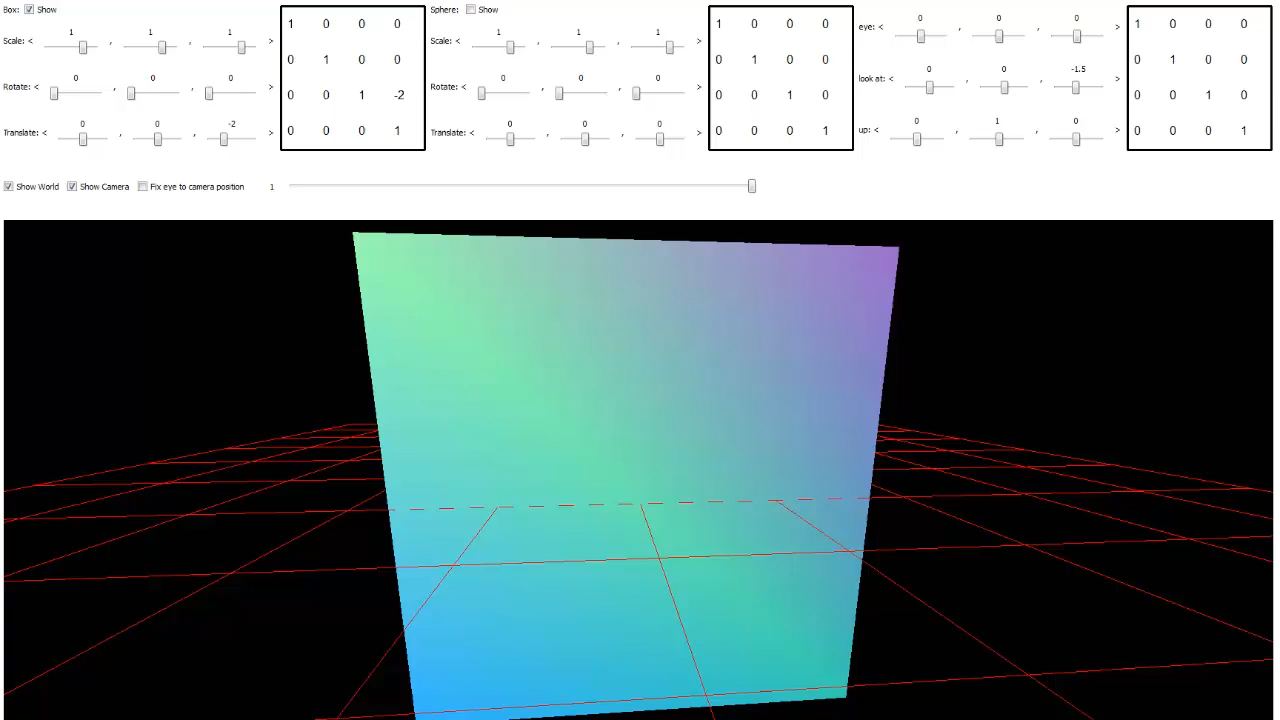 Box: Show
1 1 1
Scale: < , , >
0 0 0
Rotate: < , , >
0 0 -2
Translate: < , , >
1 0 0 0
0 1 0 0
0 0 1 -2
0 0 0 1
Sphere: Show
1 1 1
Scale: < , , >
0 0 0
Rotate: < , , >
0 0 0
Translate: < , , >
1 0 0 0
0 1 0 0
0 0 1 0
0 0 0 1
0 0 0
eye: < , , >
0 0 -1.5
look at: < , , >
0 1 0
up: < , , >
1 0 0 0
0 1 0 0
0 0 1 0
0 0 0 1
Show World Show Camera Fix eye to camera position 1